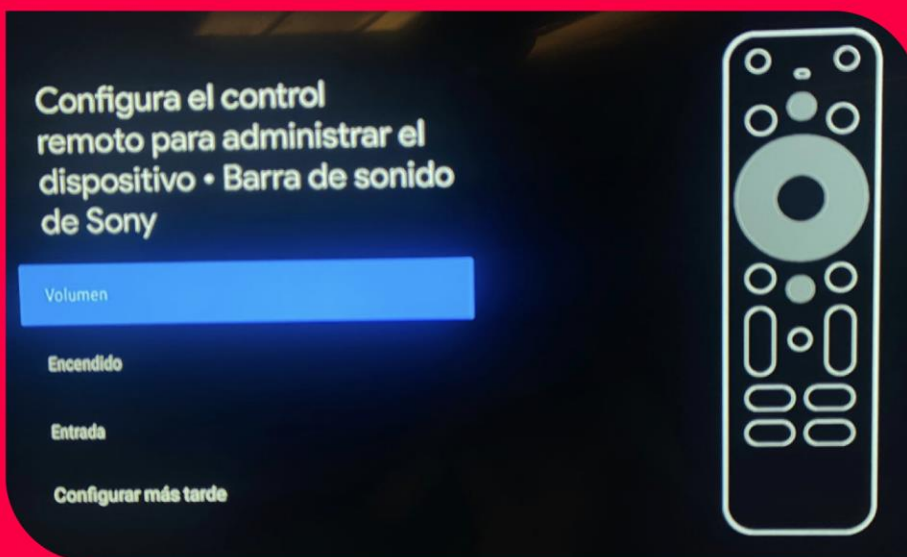 Configura el control
remoto para administrar el
dispositivo • Barra de sonido
de Sony
Volumen
Encendido
Entrada
Configurar más tarde